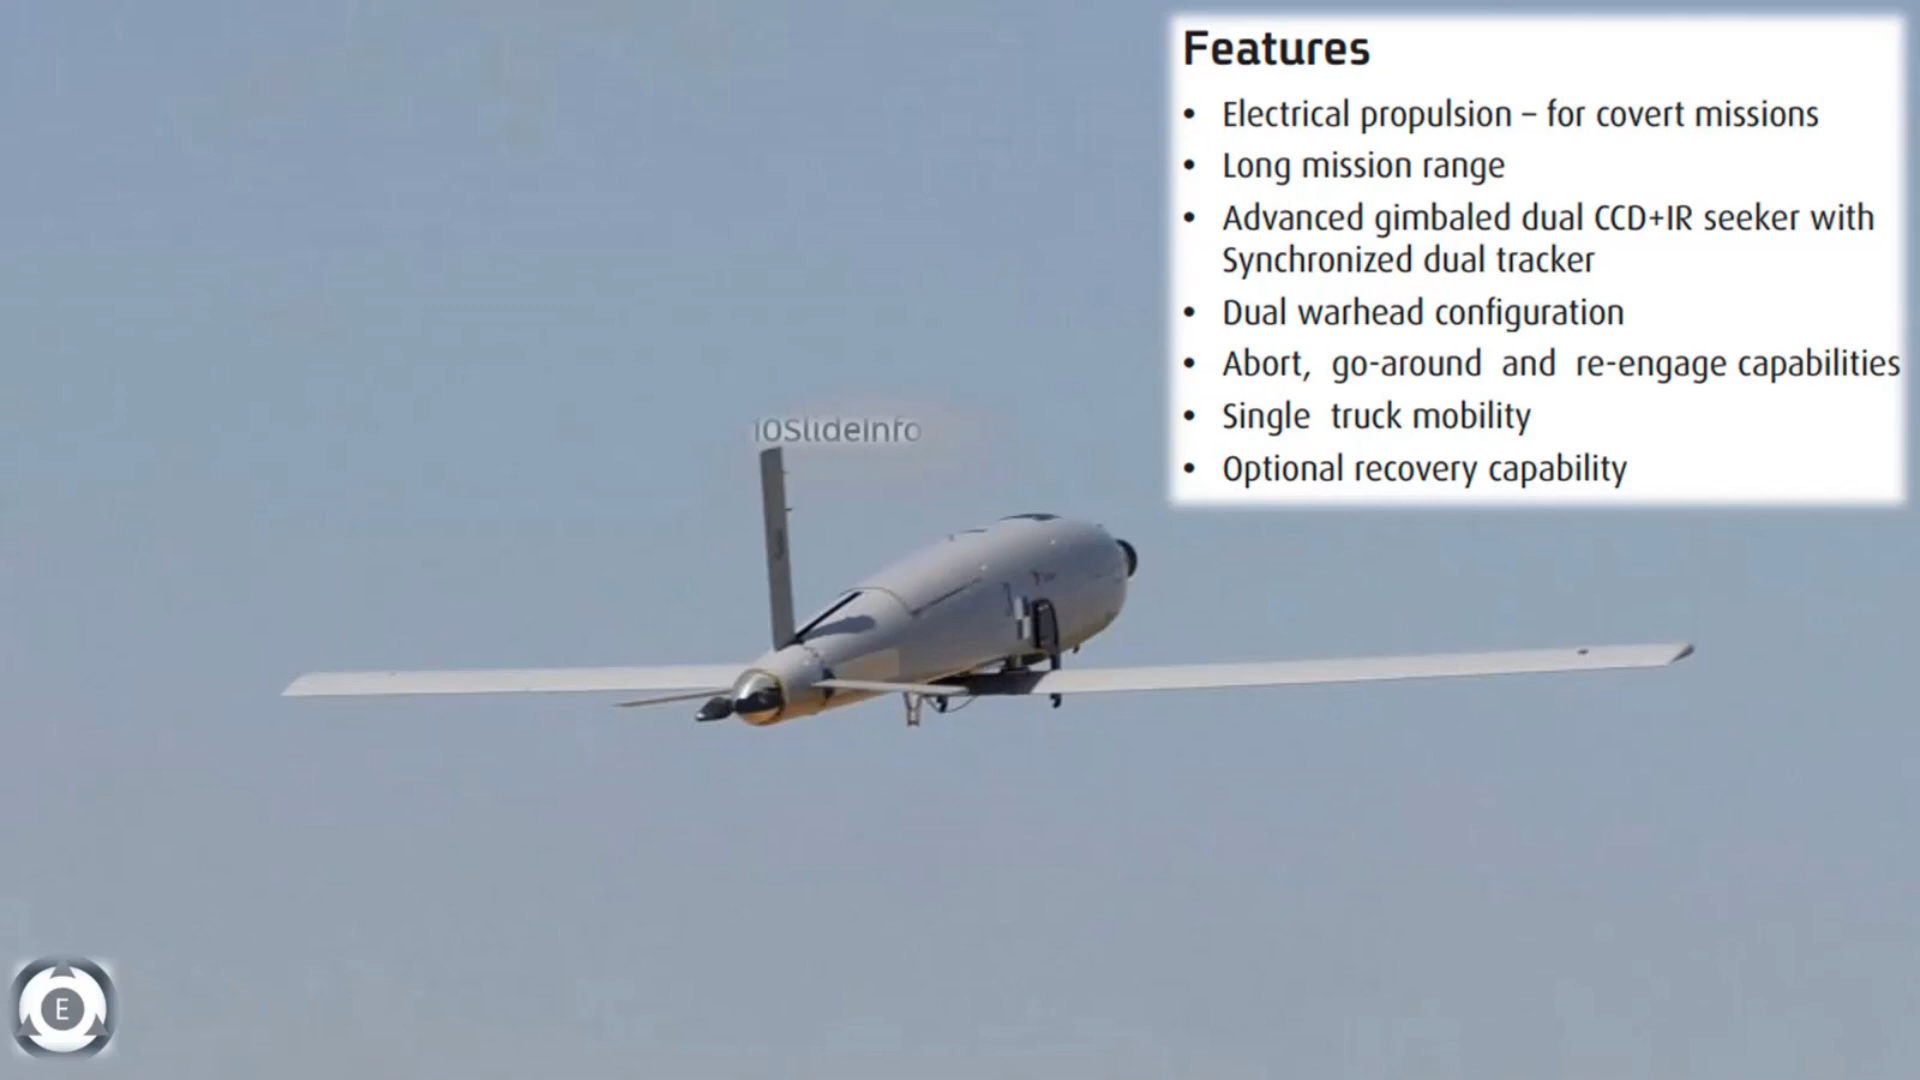 Features
• Electrical propulsion – for covert missions
• Long mission range
• Advanced gimbaled dual CCD+IR seeker with
Synchronized dual tracker
• Dual warhead configuration
• Abort, go-around and re-engage capabilities
10SlideInfo
• Single truck mobility
• Optional recovery capability
E